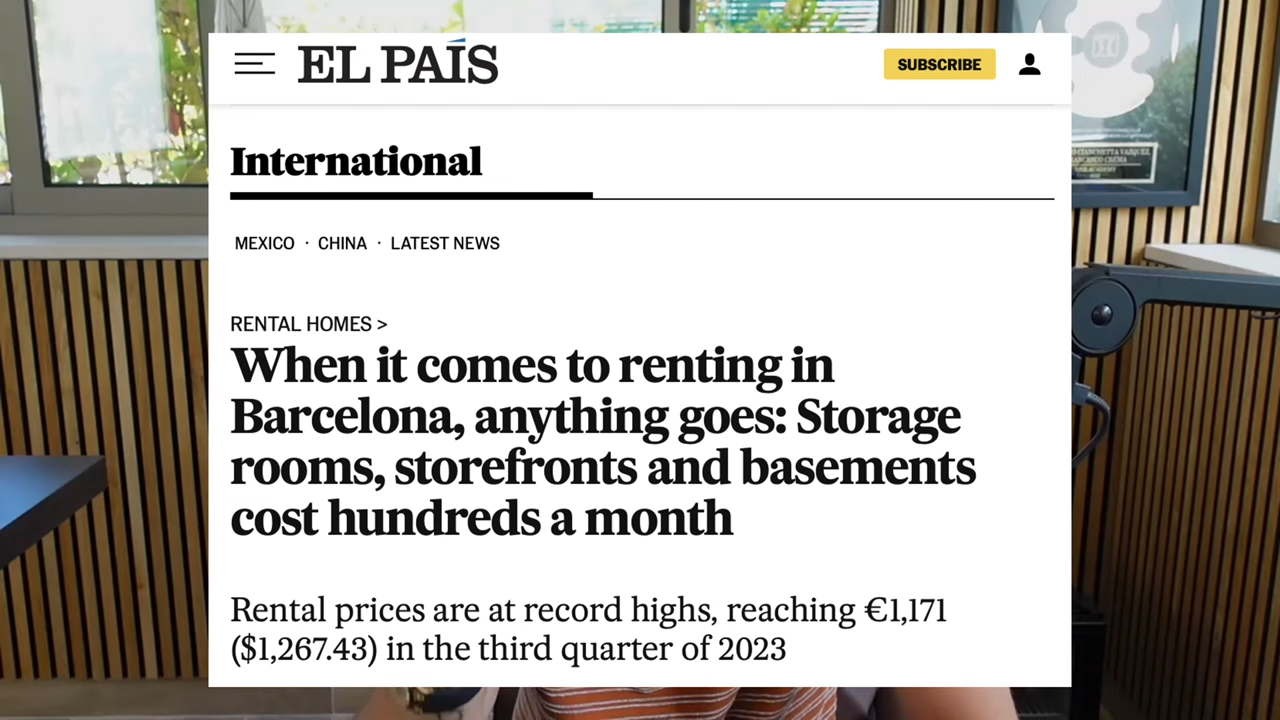 EL PAÍS
SUBSCRIBE
International
MEXICO · CHINA · LATEST NEWS
RENTAL HOMES >
When it comes to renting in
Barcelona, anything goes: Storage
rooms, storefronts and basements
cost hundreds a month
Rental prices are at record highs, reaching €1,171
($1,267.43) in the third quarter of 2023